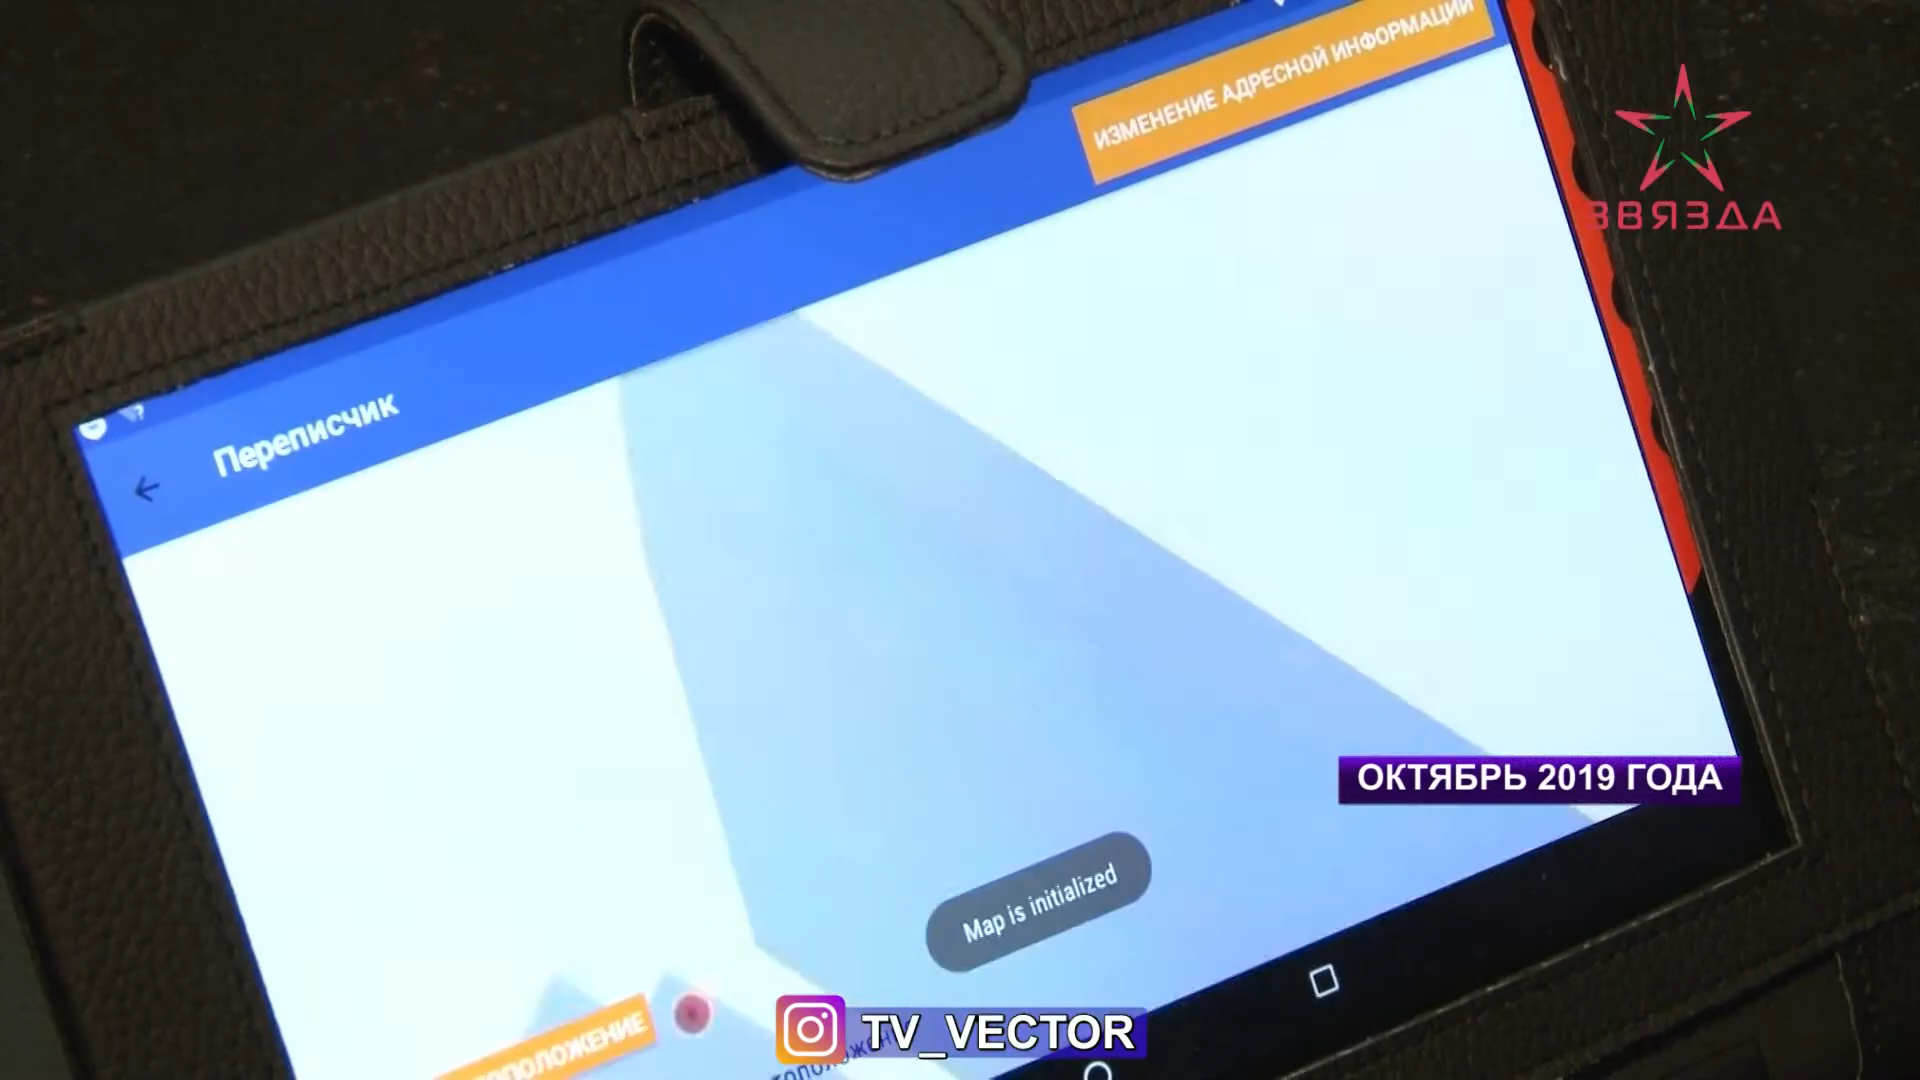 ИЗМЕНЕНИЕ АДРЕСНОЙ ИНФОРМАЦИИ
ЗВЯЗДА
Переписчик
ОКТЯБРЬ 2019 ГОДА
Map is initialized
TV_VECTOR